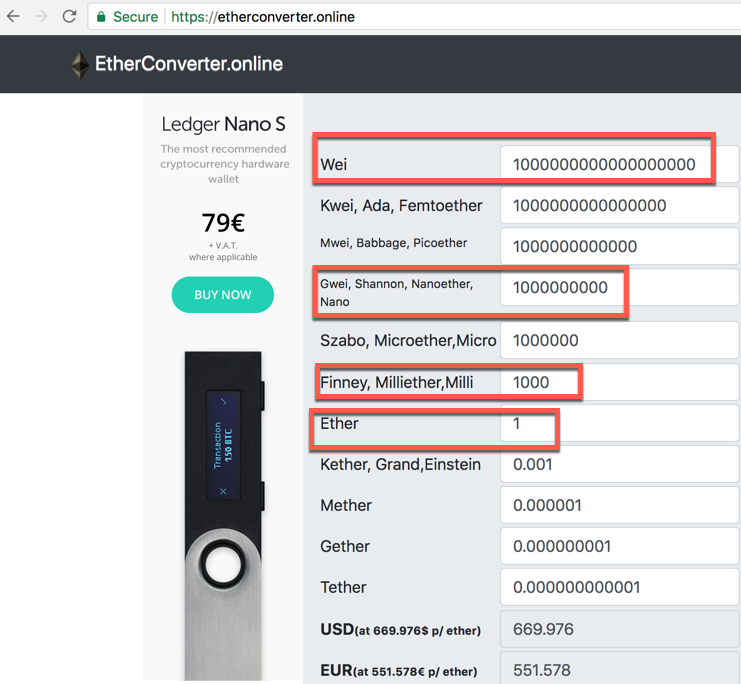 Secure
https://etherconverter.online
EtherConverter.online
Ledger Nano S
The most recommended
cryptocurrency hardware
wallet
79€
+ V.A.T.
where applicable
BUY NOW
Transaction
150 BTC
Wei
1000000000000000000
Kwei, Ada, Femtoether
1000000000000000
Mwei, Babbage, Picoether
1000000000000
Gwei, Shannon, Nanoether,
Nano
1000000000
Szabo, Microether,Micro
1000000
Finney, Milliether,Milli
1000
Ether
1
Kether, Grand,Einstein
0.001
Mether
0.000001
Gether
0.000000001
Tether
0.000000000001
USD(at 669.976$ p/ ether)
669.976
EUR(at 551.578€ p/ ether)
551.578